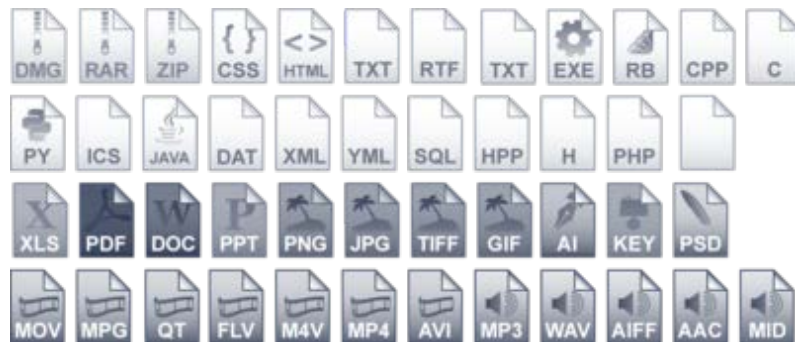 DMG RAR ZIP CSS HTML TXT RTF TXT EXE RB CPP C
PY ICS JAVA DAT XML YML SQL HPP H PHP
XLS PDF DOC PPT PNG JPG TIFF GIF AI KEY PSD
MOV MPG QT FLV M4V MP4 AVI MP3 WAV AIFF AAC MID